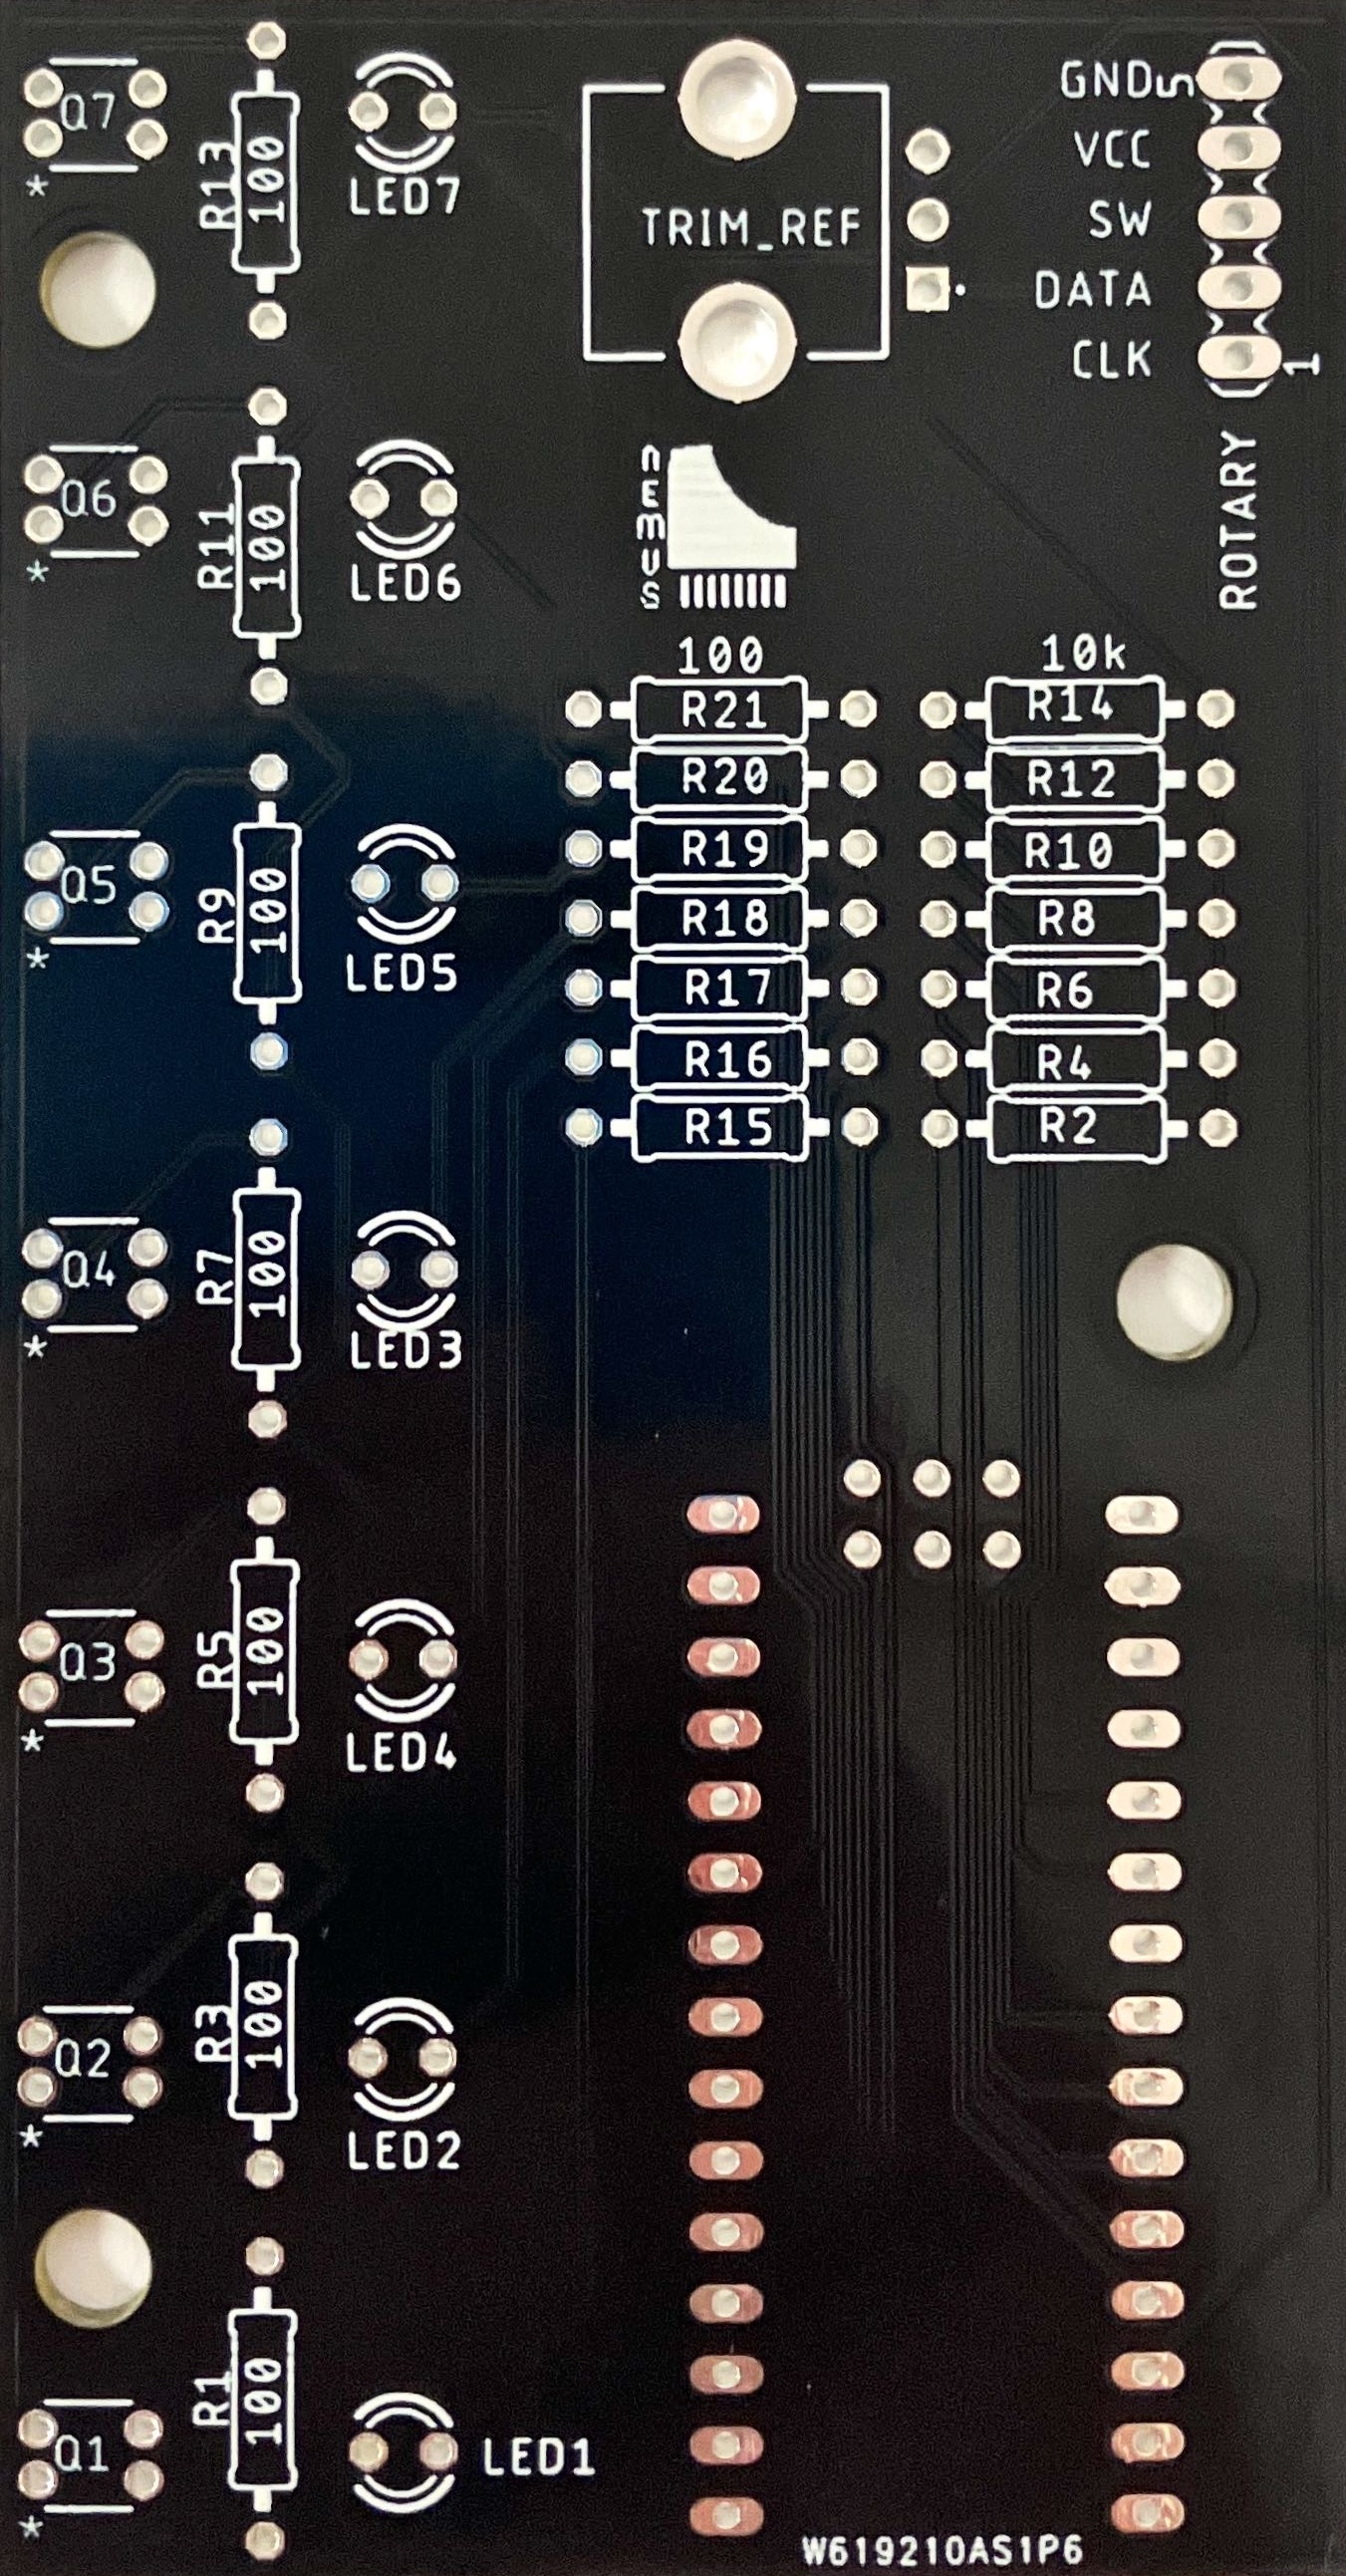 Q7
*
R13
100
LED7
TRIM_REF
GND
VCC
SW
DATA
CLK
1
ROTARY
Q6
*
R11
100
LED6
nEmUS
100
10k
R21
R14
R20
R12
R19
R10
R18
R8
R17
R6
R16
R4
R15
R2
Q5
*
R9
100
LED5
Q4
*
R7
100
LED3
Q3
*
R5
100
LED4
Q2
*
R3
100
LED2
Q1
*
R1
100
LED1
W619210AS1P6